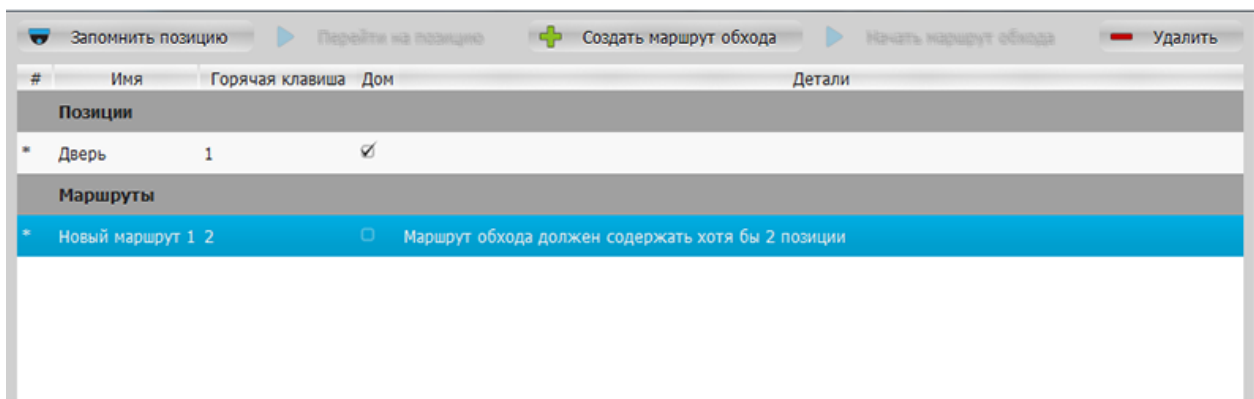 Запомнить позицию Перейти на позицию Создать маршрут обхода Начать маршрут обхода Удалить
# Имя Горячая клавиша Дом Детали
Позиции
* Дверь 1
Маршруты
* Новый маршрут 1 2 Маршрут обхода должен содержать хотя бы 2 позиции